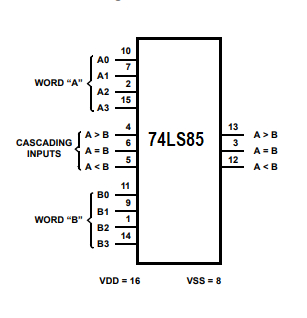 10
A0
7
A1
WORD “A”
2
A2
15
A3
4
A > B
CASCADING
INPUTS
6
A = B
5
A < B
74LS85
13
A > B
3
A = B
12
A < B
11
B0
9
B1
WORD “B”
1
B2
14
B3
VDD = 16
VSS = 8